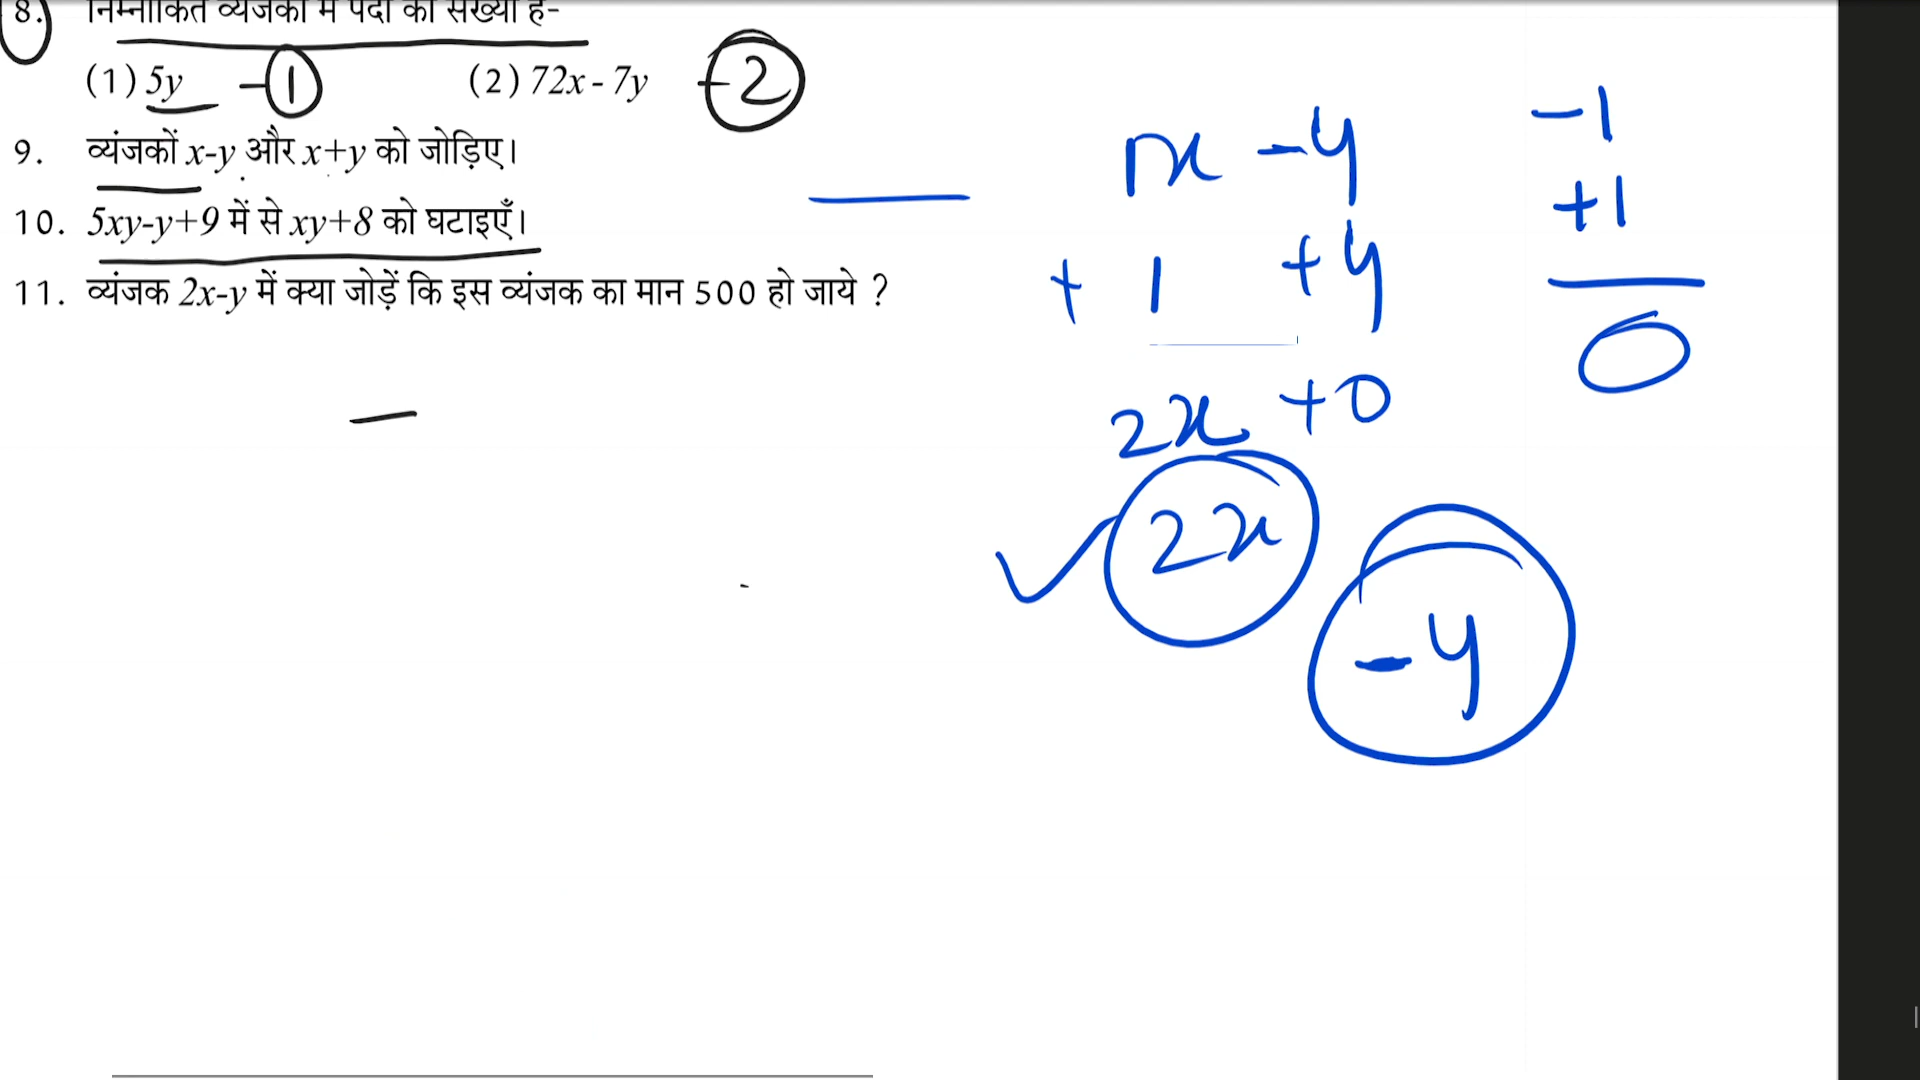 8. निम्नांकित व्यंजकों में पदों की संख्या है-
(1) 5y -1 (2) 72x - 7y -2
9. व्यंजकों x-y और x+y को जोड़िए।
10. 5xy-y+9 में से xy+8 को घटाइएँ।
11. व्यंजक 2x-y में क्या जोड़ें कि इस व्यंजक का मान 500 हो जाये ?
1x - y
+ 1 + y
2x + 0
2x
-1
+1
0
- y